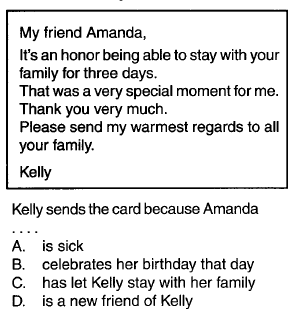 My friend Amanda,
It's an honor being able to stay with your
family for three days.
That was a very special moment for me.
Thank you very much.
Please send my warmest regards to all
your family.
Kelly
Kelly sends the card because Amanda
. . . .
A. is sick
B. celebrates her birthday that day
C. has let Kelly stay with her family
D. is a new friend of Kelly